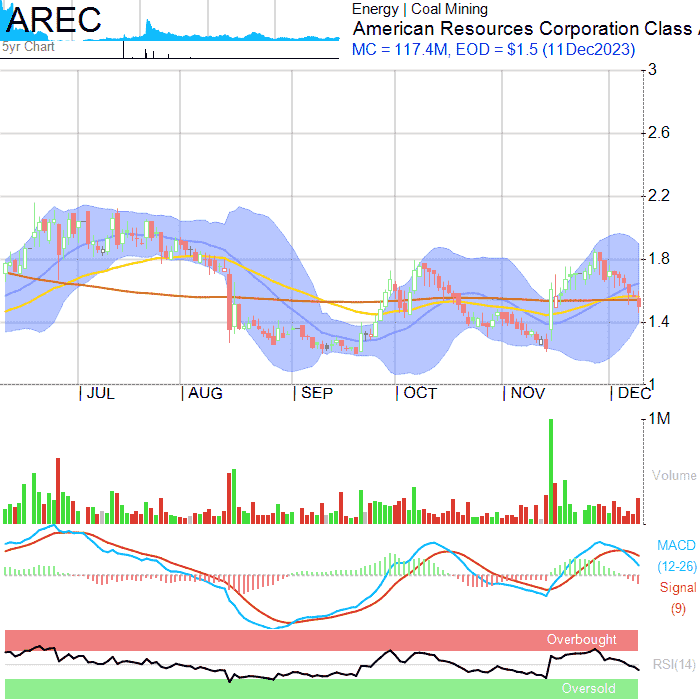 AREC
5yr Chart
Energy | Coal Mining
American Resources Corporation Class
MC = 117.4M, EOD = $1.5 (11Dec2023)
3
2.6
2.2
1.8
1.4
1
| JUL | AUG | SEP | OCT | NOV | DEC
1M
Volume
MACD
(12-26)
Signal
(9)
Overbought
RSI(14)
Oversold